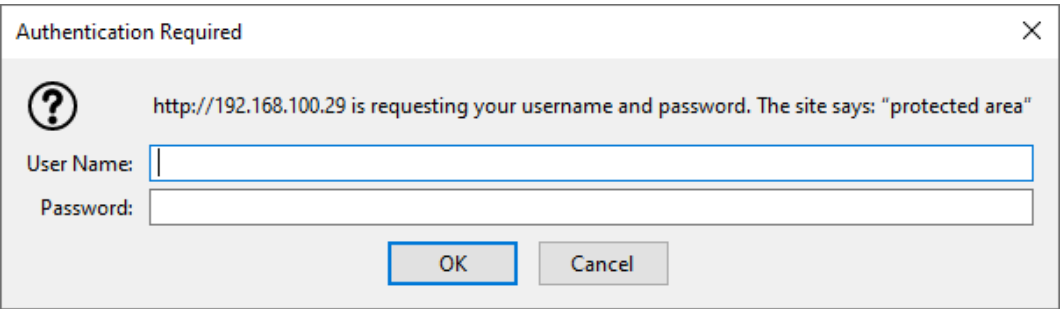 Authentication Required
http://192.168.100.29 is requesting your username and password. The site says: “protected area“
User Name:
Password:
OK Cancel